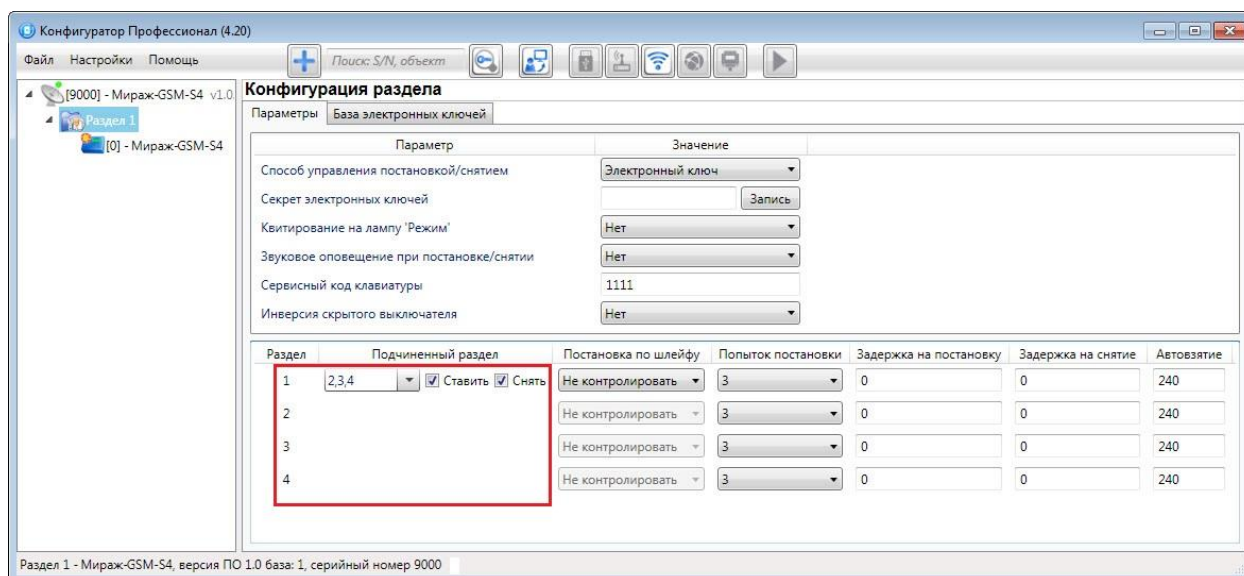 Конфигуратор Профессионал (4.20)
Файл Настройки Помощь Поиск: S/N, объект
[9000] - Мираж-GSM-S4 v1.0
Раздел 1
[0] - Мираж-GSM-S4
Конфигурация раздела
Параметры База электронных ключей
Параметр Значение
Способ управления постановкой/снятием Электронный ключ
Секрет электронных ключей Запись
Квитирование на лампу 'Режим' Нет
Звуковое оповещение при постановке/снятии Нет
Сервисный код клавиатуры 1111
Инверсия скрытого выключателя Нет
Раздел Подчиненный раздел Постановка по шлейфу Попыток постановки Задержка на постановку Задержка на снятие Автовзятие
1 2,3,4 Ставить Снять Не контролировать 3 0 0 240
2 Не контролировать 3 0 0 240
3 Не контролировать 3 0 0 240
4 Не контролировать 3 0 0 240
Раздел 1 - Мираж-GSM-S4, версия ПО 1.0 база: 1, серийный номер 9000